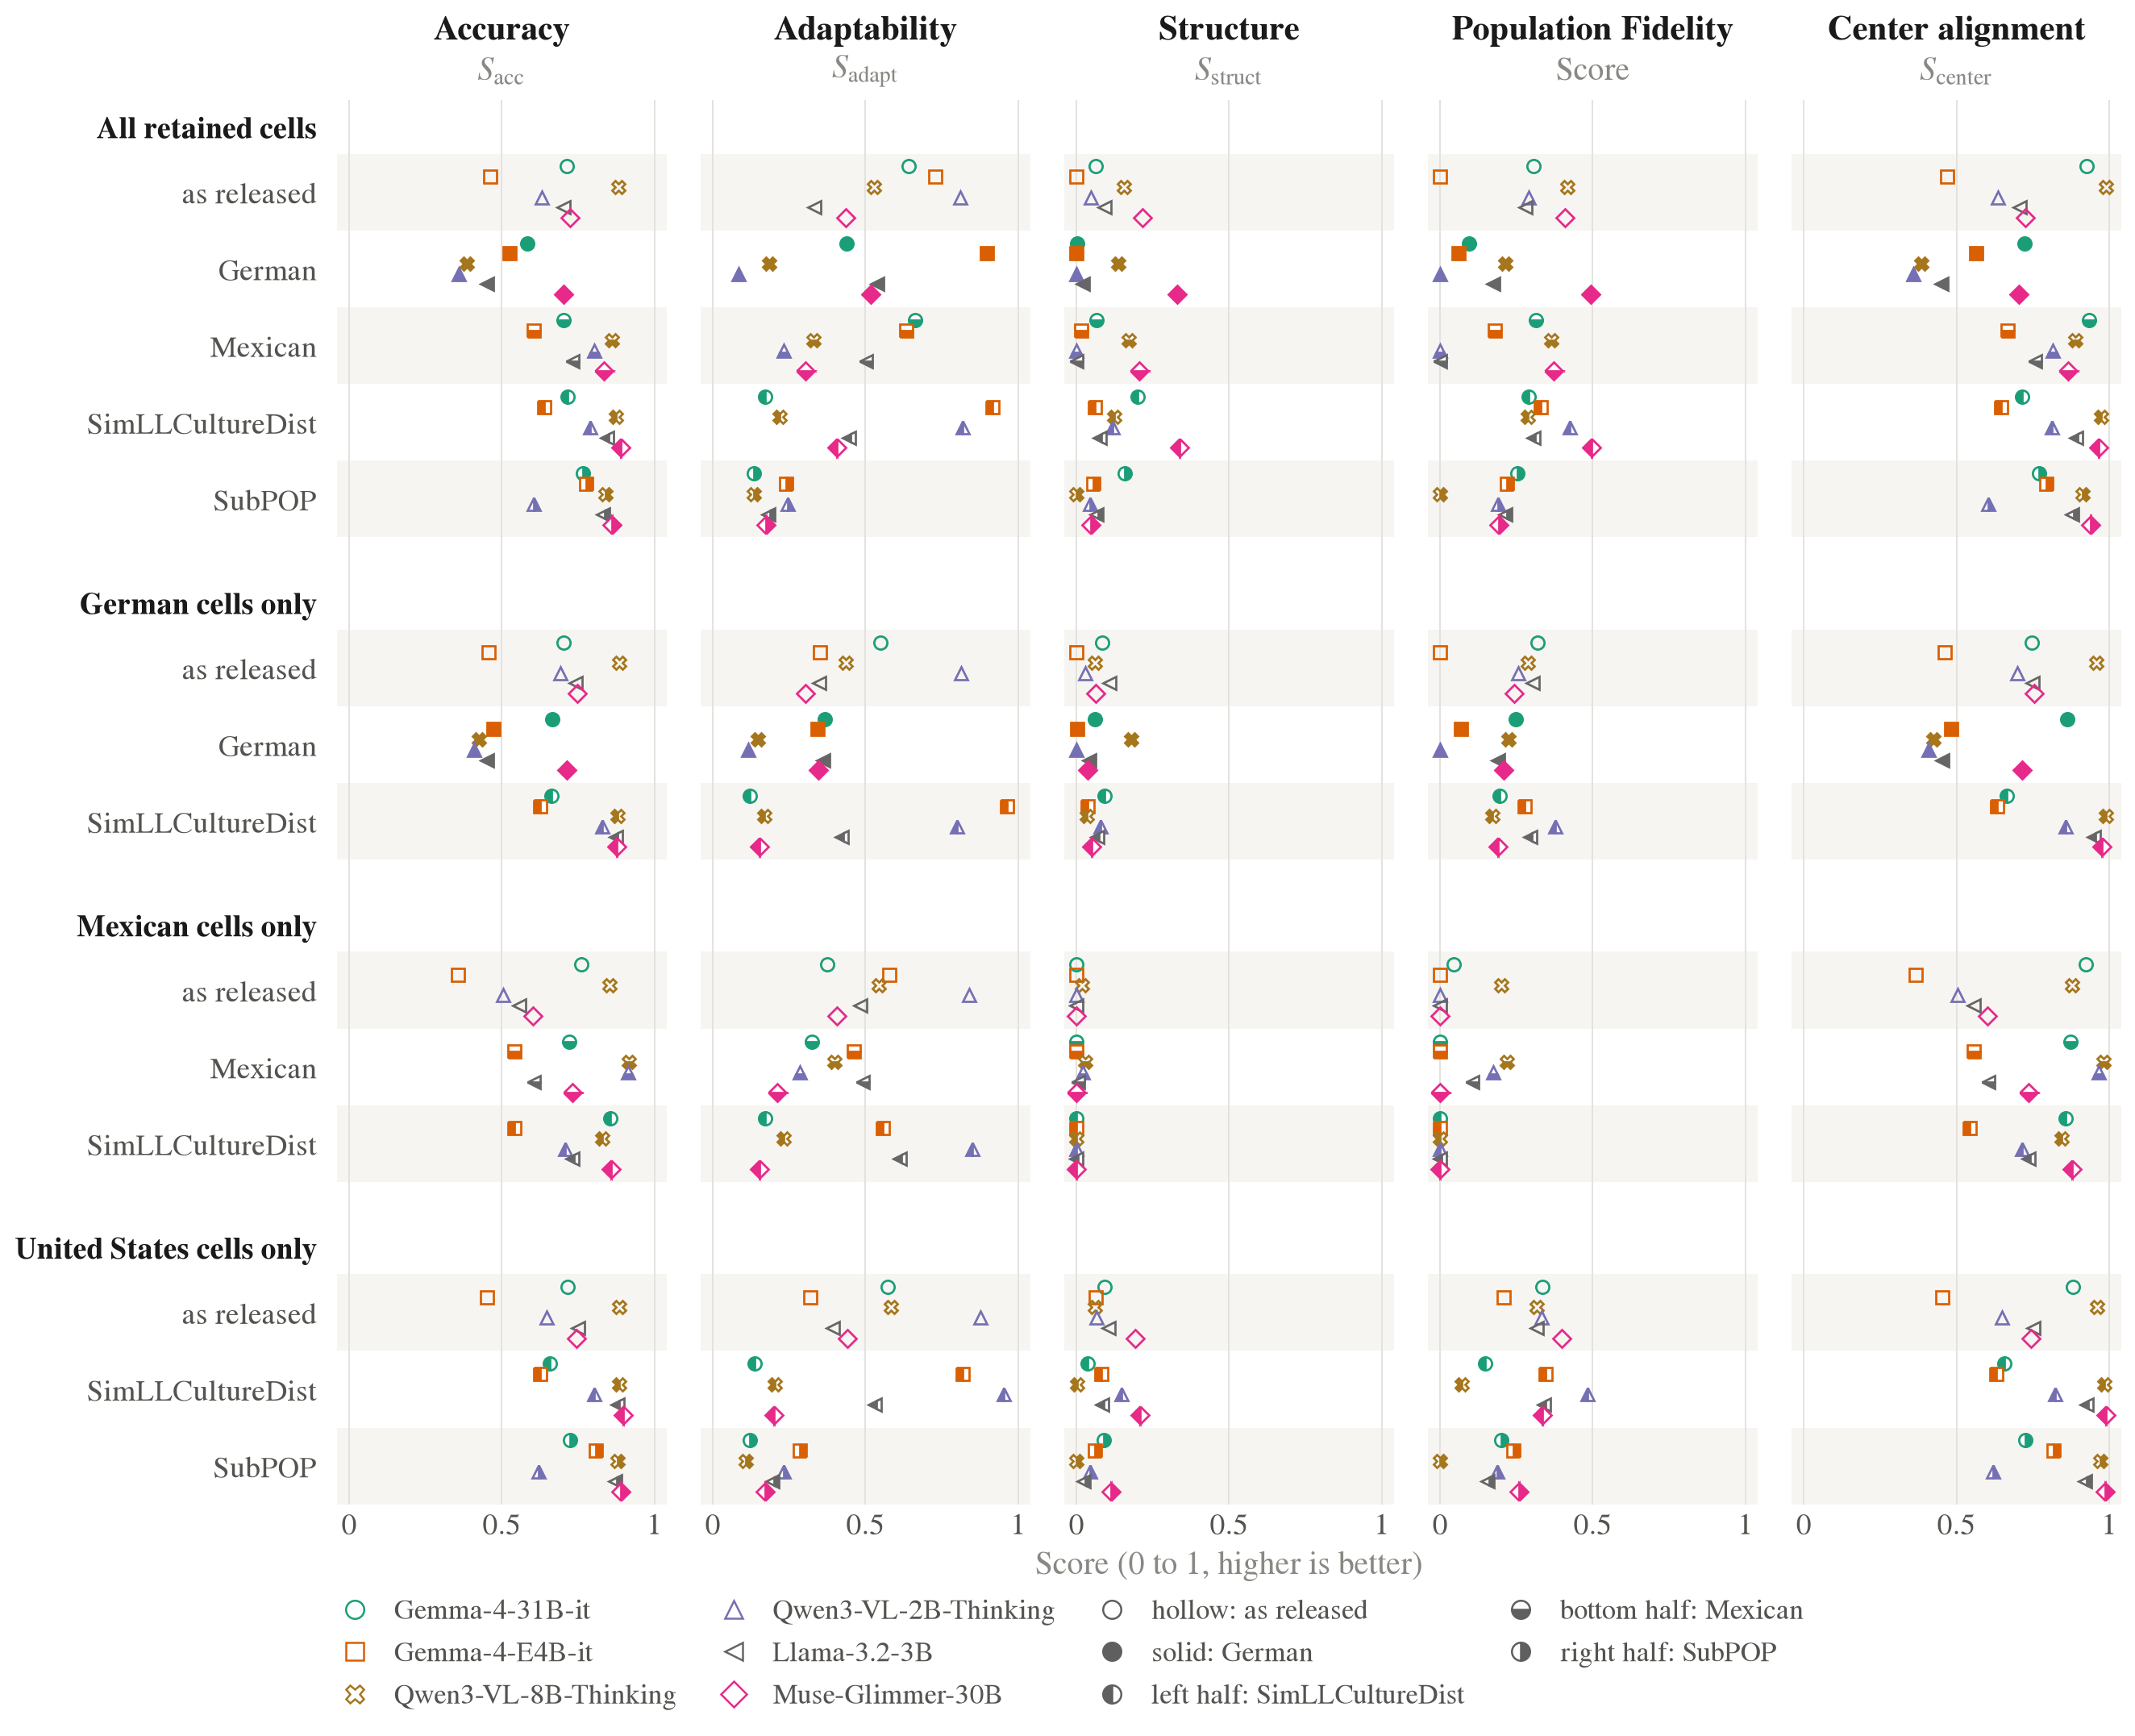 Accuracy Adaptability Structure Population Fidelity Center alignment
S_acc S_adapt S_struct Score S_center
All retained cells
as released
German
Mexican
SimLLCultureDist
SubPOP
German cells only
as released
German
SimLLCultureDist
Mexican cells only
as released
Mexican
SimLLCultureDist
United States cells only
as released
SimLLCultureDist
SubPOP
0 0.5 1 0 0.5 1 0 0.5 1 0 0.5 1 0 0.5 1
Score (0 to 1, higher is better)
Gemma-4-31B-it Qwen3-VL-2B-Thinking hollow: as released bottom half: Mexican
Gemma-4-E4B-it Llama-3.2-3B solid: German right half: SubPOP
Qwen3-VL-8B-Thinking Muse-Glimmer-30B left half: SimLLCultureDist